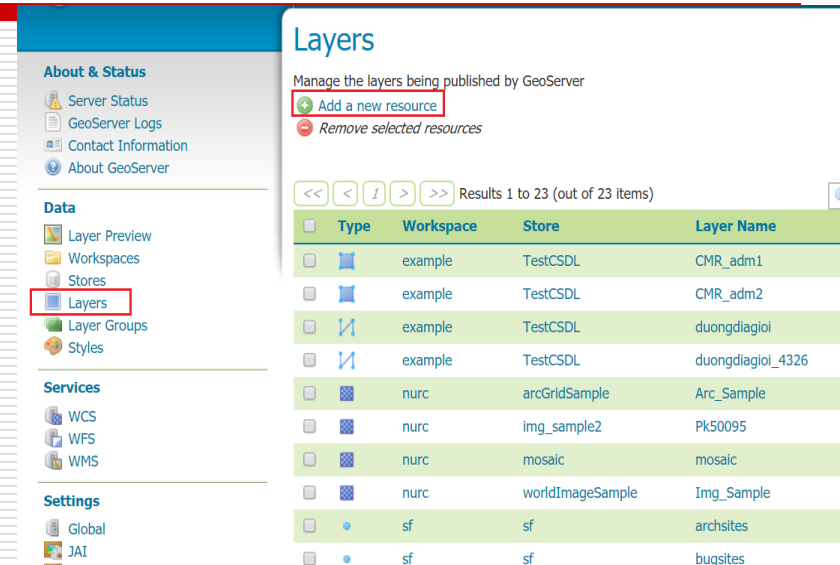 About & Status
Server Status
GeoServer Logs
Contact Information
About GeoServer
Data
Layer Preview
Workspaces
Stores
Layers
Layer Groups
Styles
Services
WCS
WFS
WMS
Settings
Global
JAI
Layers
Manage the layers being published by GeoServer
Add a new resource
Remove selected resources
<< < 1 > >> Results 1 to 23 (out of 23 items)
Type Workspace Store Layer Name
example TestCSDL CMR_adm1
example TestCSDL CMR_adm2
example TestCSDL duongdiagioi
example TestCSDL duongdiagioi_4326
nurc arcGridSample Arc_Sample
nurc img_sample2 Pk50095
nurc mosaic mosaic
nurc worldImageSample Img_Sample
sf sf archsites
sf sf bugsites